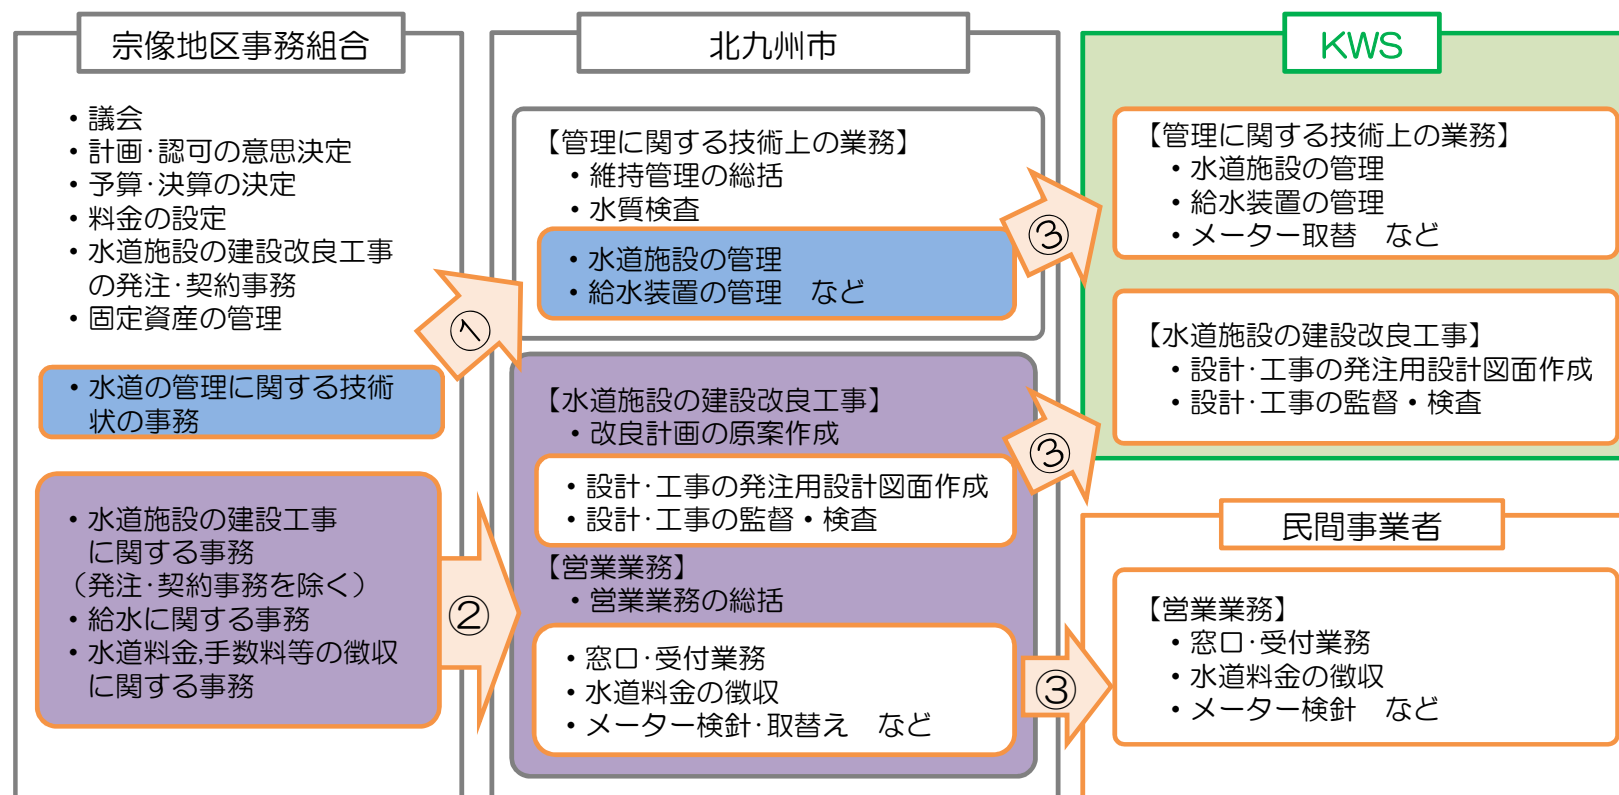 宗像地区事務組合
・議会
・計画・認可の意思決定
・予算・決算の決定
・料金の設定
・水道施設の建設改良工事
の発注・契約事務
・固定資産の管理
・水道の管理に関する技術
状の事務
・水道施設の建設工事
に関する事務
（発注・契約事務を除く）
・給水に関する事務
・水道料金,手数料等の徴収
に関する事務
①
②
北九州市
【管理に関する技術上の業務】
・維持管理の総括
・水質検査
・水道施設の管理
・給水装置の管理　など
【水道施設の建設改良工事】
・改良計画の原案作成
・設計・工事の発注用設計図面作成
・設計・工事の監督・検査
【営業業務】
・営業業務の総括
・窓口・受付業務
・水道料金の徴収
・メーター検針・取替え　など
③
③
③
KWS
【管理に関する技術上の業務】
・水道施設の管理
・給水装置の管理
・メーター取替　など
【水道施設の建設改良工事】
・設計・工事の発注用設計図面作成
・設計・工事の監督・検査
民間事業者
【営業業務】
・窓口・受付業務
・水道料金の徴収
・メーター検針　など